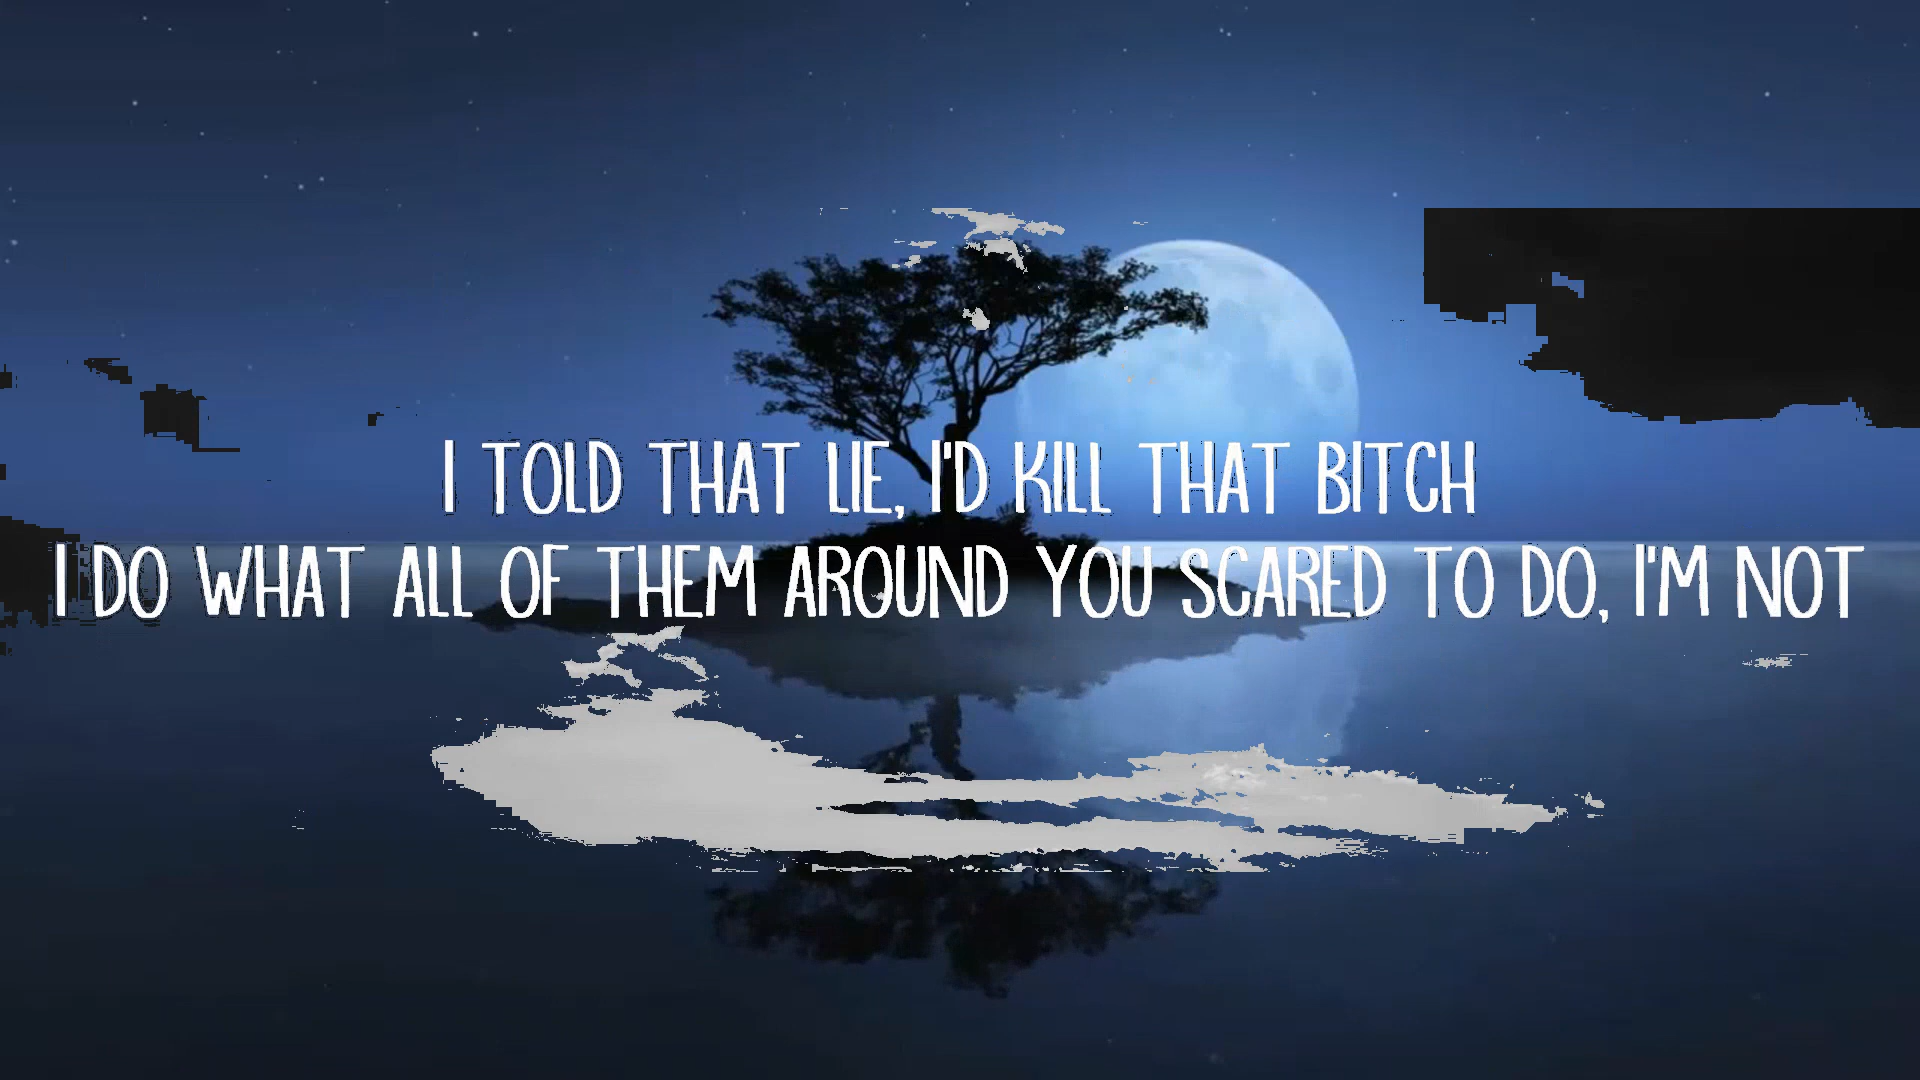 I TOLD THAT LIE, I'D KILL THAT BITCH
I DO WHAT ALL OF THEM AROUND YOU SCARED TO DO, I'M NOT